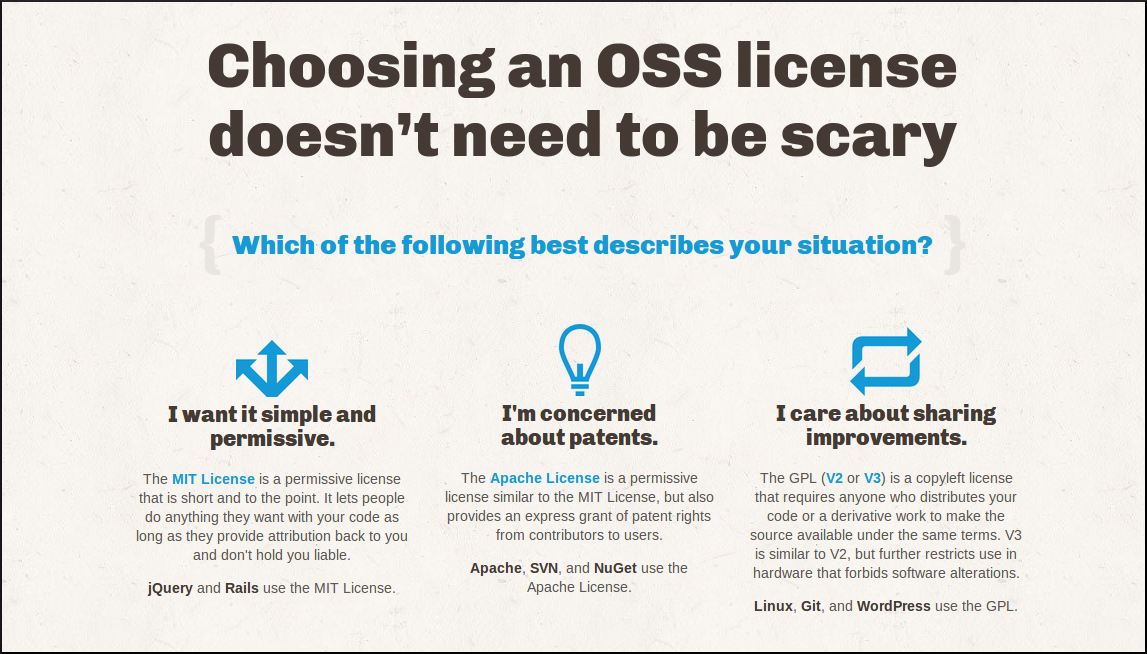 Choosing an OSS license
doesn’t need to be scary
{ Which of the following best describes your situation? }
I want it simple and
permissive.
The MIT License is a permissive license
that is short and to the point. It lets people
do anything they want with your code as
long as they provide attribution back to you
and don't hold you liable.
jQuery and Rails use the MIT License.
I'm concerned
about patents.
The Apache License is a permissive
license similar to the MIT License, but also
provides an express grant of patent rights
from contributors to users.
Apache, SVN, and NuGet use the
Apache License.
I care about sharing
improvements.
The GPL (V2 or V3) is a copyleft license
that requires anyone who distributes your
code or a derivative work to make the
source available under the same terms. V3
is similar to V2, but further restricts use in
hardware that forbids software alterations.
Linux, Git, and WordPress use the GPL.